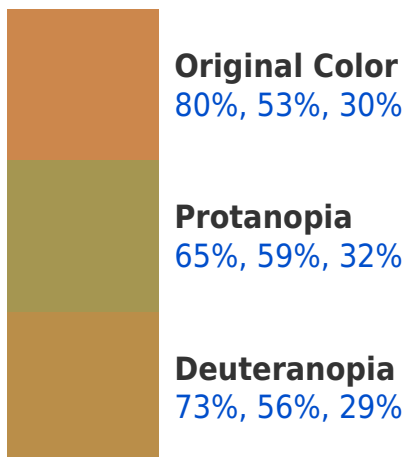 Original Color
80%, 53%, 30%
Protanopia
65%, 59%, 32%
Deuteranopia
73%, 56%, 29%